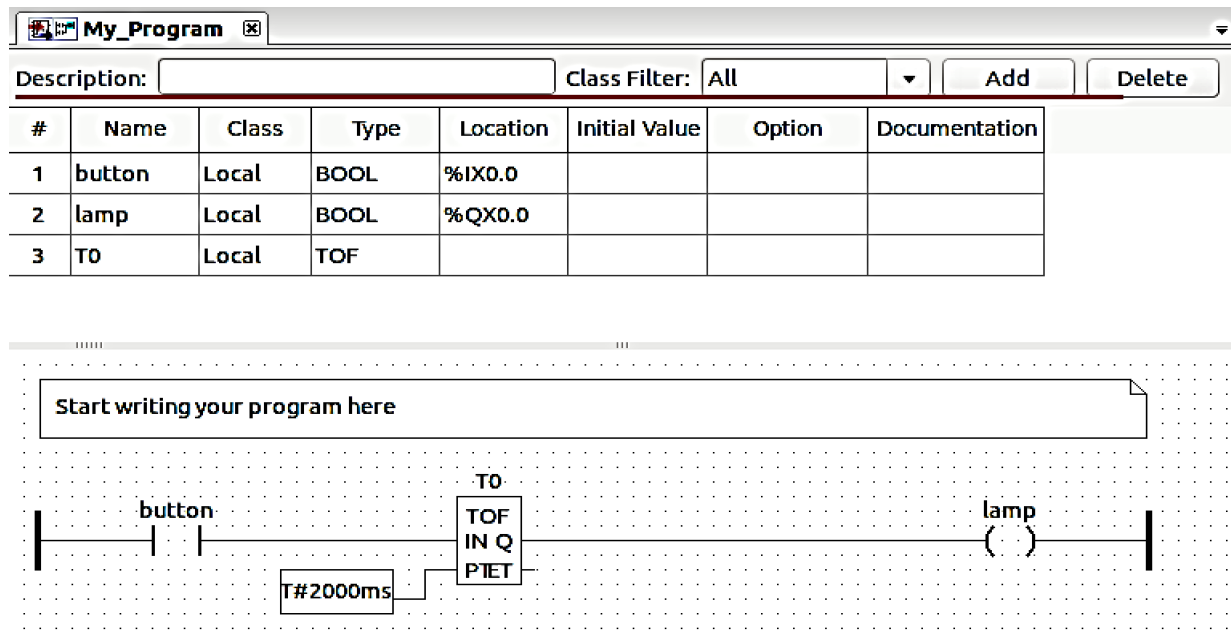 My_Program
Description: Class Filter: All Add Delete
# Name Class Type Location Initial Value Option Documentation
1 button Local BOOL %IX0.0
2 lamp Local BOOL %QX0.0
3 T0 Local TOF
Start writing your program here
T0
button TOF lamp
IN Q
PT ET
T#2000ms